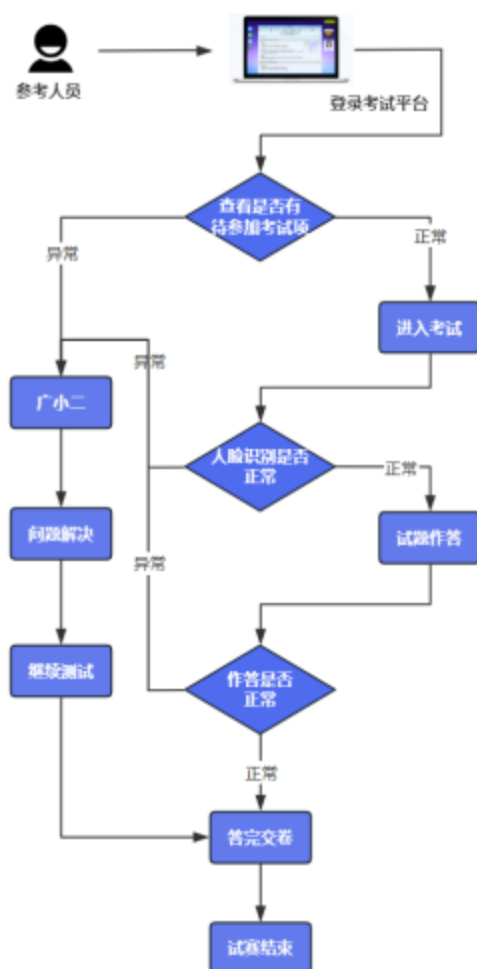 参考人员
登录考试平台
查看是否有
待参加考试项
异常
正常
进入考试
异常
广小二
人脸识别是否
正常
正常
问题解决
试题作答
异常
继续测试
作答是否
正常
正常
答完交卷
试赛结束